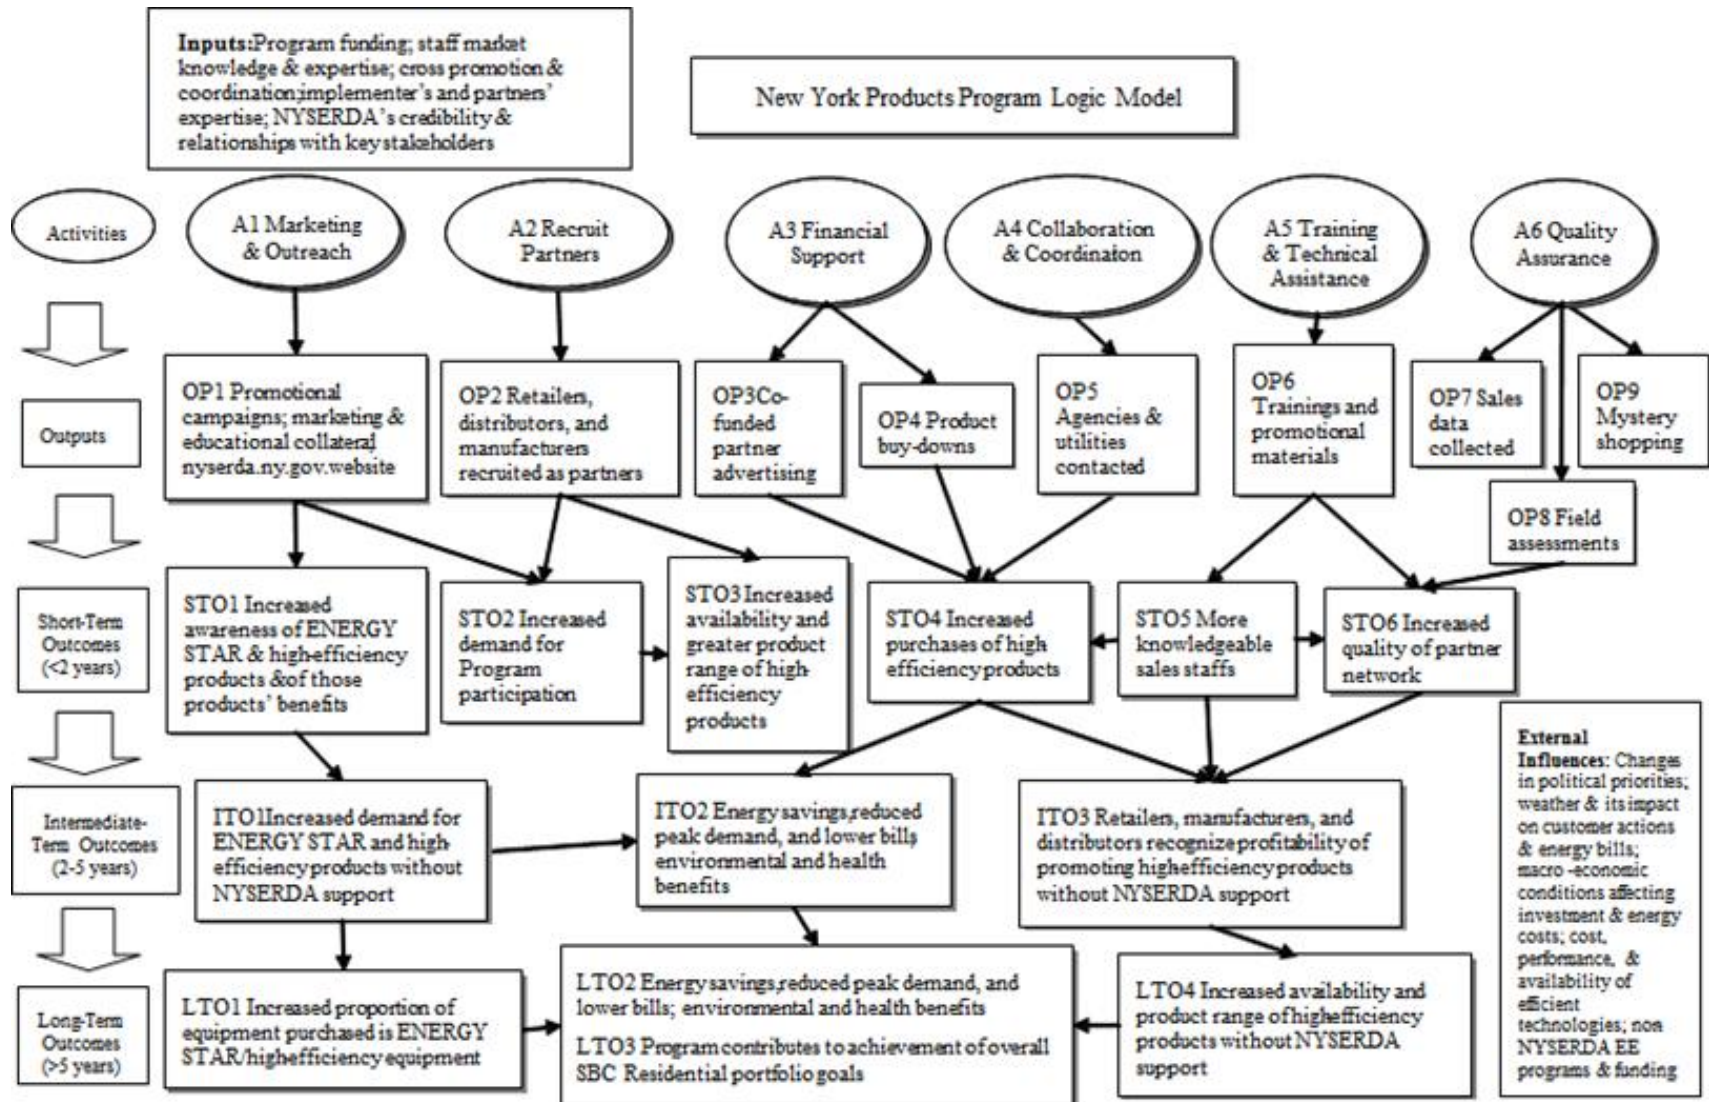 Inputs:Program funding; staff market
knowledge & expertise; cross promotion &
coordination;implementer's and partners'
expertise; NYSERDA's credibility &
relationships with key stakeholders
New York Products Program Logic Model
Activities
A1 Marketing
& Outreach
A2 Recruit
Partners
A3 Financial
Support
A4 Collaboration
& Coordinaton
A5 Training
& Technical
Assistance
A6 Quality
Assurance
Outputs
OP1 Promotional
campaigns; marketing &
educational collateral;
nyserda.ny.gov.website
OP2 Retailers,
distributors, and
manufacturers
recruited as partners
OP3Co-
funded
partner
advertising
OP4 Product
buy-downs
OP5
Agencies &
utilities
contacted
OP6
Trainings and
promotional
materials
OP7 Sales
data
collected
OP9
Mystery
shopping
OP8 Field
assessments
Short-Term
Outcomes
(<2 years)
STO1 Increased
awareness of ENERGY
STAR & high-efficiency
products &of those
products' benefits
STO2 Increased
demand for
Program
participation
STO3 Increased
availability and
greater product
range of high-
efficiency
products
STO4 Increased
purchases of high-
efficiency products
STO5 More
knowledgeable
sales staffs
STO6 Increased
quality of partner
network
Intermediate-
Term Outcomes
(2-5 years)
ITO1Increased demand for
ENERGY STAR and high-
efficiency products without
NYSERDA support
ITO2 Energy savings,reduced
peak demand, and lower bills;
environmental and health
benefits
ITO3 Retailers, manufacturers, and
distributors recognize profitability of
promoting high-efficiency products
without NYSERDA support
External
Influences: Changes
in political priorities;
weather & its impact
on customer actions
& energy bills;
macro -economic
conditions affecting
investment & energy
costs; cost,
performance, &
availability of
efficient
technologies; non-
NYSERDA EE
programs & funding
Long-Term
Outcomes
(>5 years)
LTO1 Increased proportion of
equipment purchased is ENERGY
STAR/high-efficiency equipment
LTO2 Energy savings,reduced peak demand, and
lower bills; environmental and health benefits
LTO3 Program contributes to achievement of overall
SBC Residential portfolio goals
LTO4 Increased availability and
product range of high-efficiency
products without NYSERDA
support